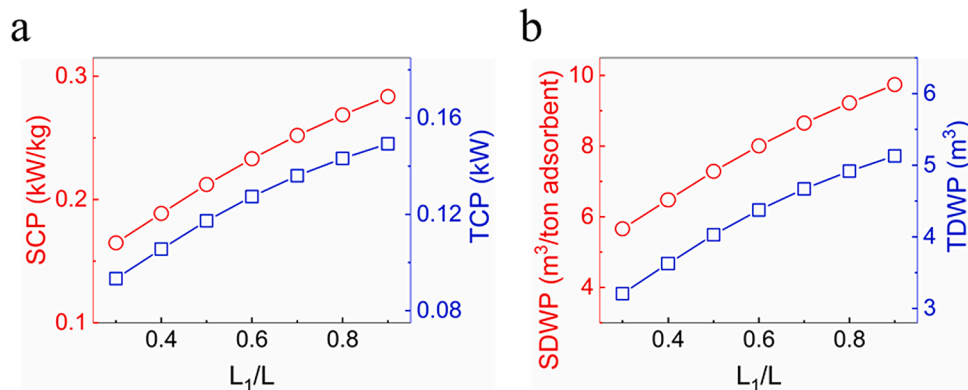 a
SCP (kW/kg)
0.3
0.2
0.1
0.4
0.6
0.8
L₁/L
0.16
0.12
0.08
TCP (kW)
b
SDWP (m³/ton adsorbent)
10
8
6
4
0.4
0.6
0.8
L₁/L
6
5
4
3
TDWP (m³)